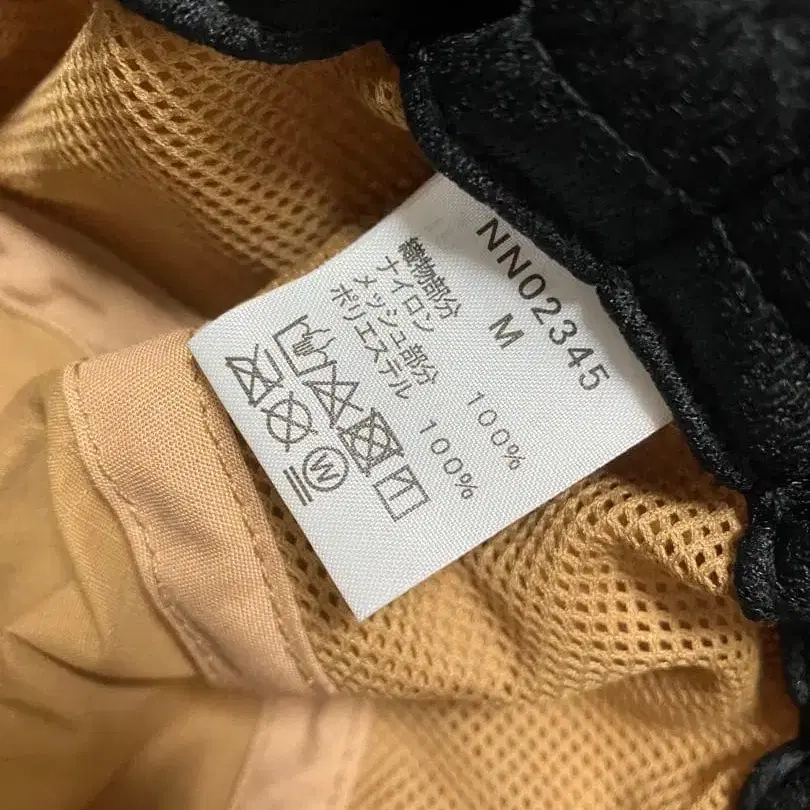 NN02345
M
織物部分
ナイロン 100%
メッシュ部分
ポリエステル 100%
W